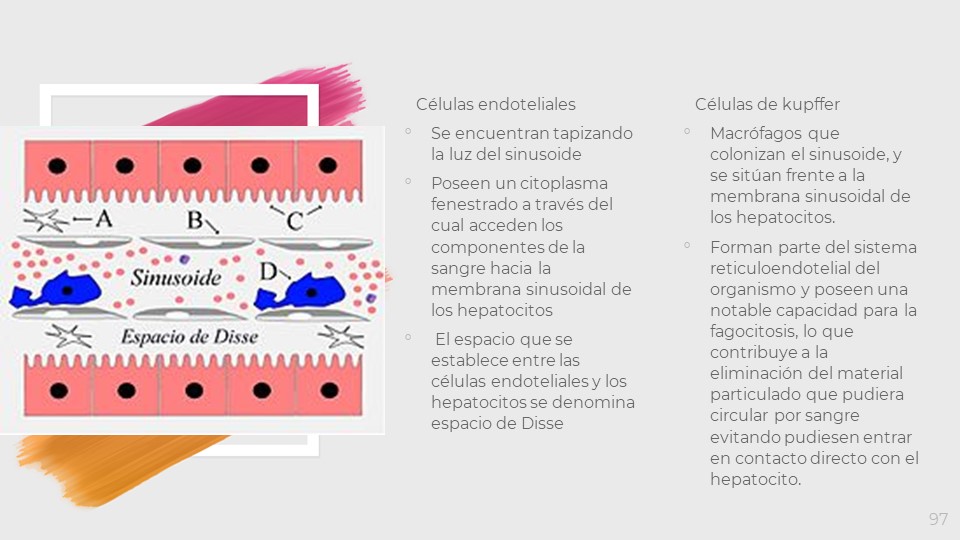 A
B
C
Sinusoide
D
Espacio de Disse
Células endoteliales
◦ Se encuentran tapizando
la luz del sinusoide
◦ Poseen un citoplasma
fenestrado a través del
cual acceden los
componentes de la
sangre hacia la
membrana sinusoidal de
los hepatocitos
◦ El espacio que se
establece entre las
células endoteliales y los
hepatocitos se denomina
espacio de Disse
Células de kupffer
◦ Macrófagos que
colonizan el sinusoide, y
se sitúan frente a la
membrana sinusoidal de
los hepatocitos.
◦ Forman parte del sistema
reticuloendotelial del
organismo y poseen una
notable capacidad para la
fagocitosis, lo que
contribuye a la
eliminación del material
particulado que pudiera
circular por sangre
evitando pudiesen entrar
en contacto directo con el
hepatocito.
97